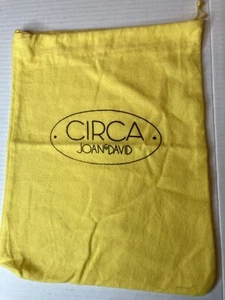 • CIRCA •
JOAN & DAVID